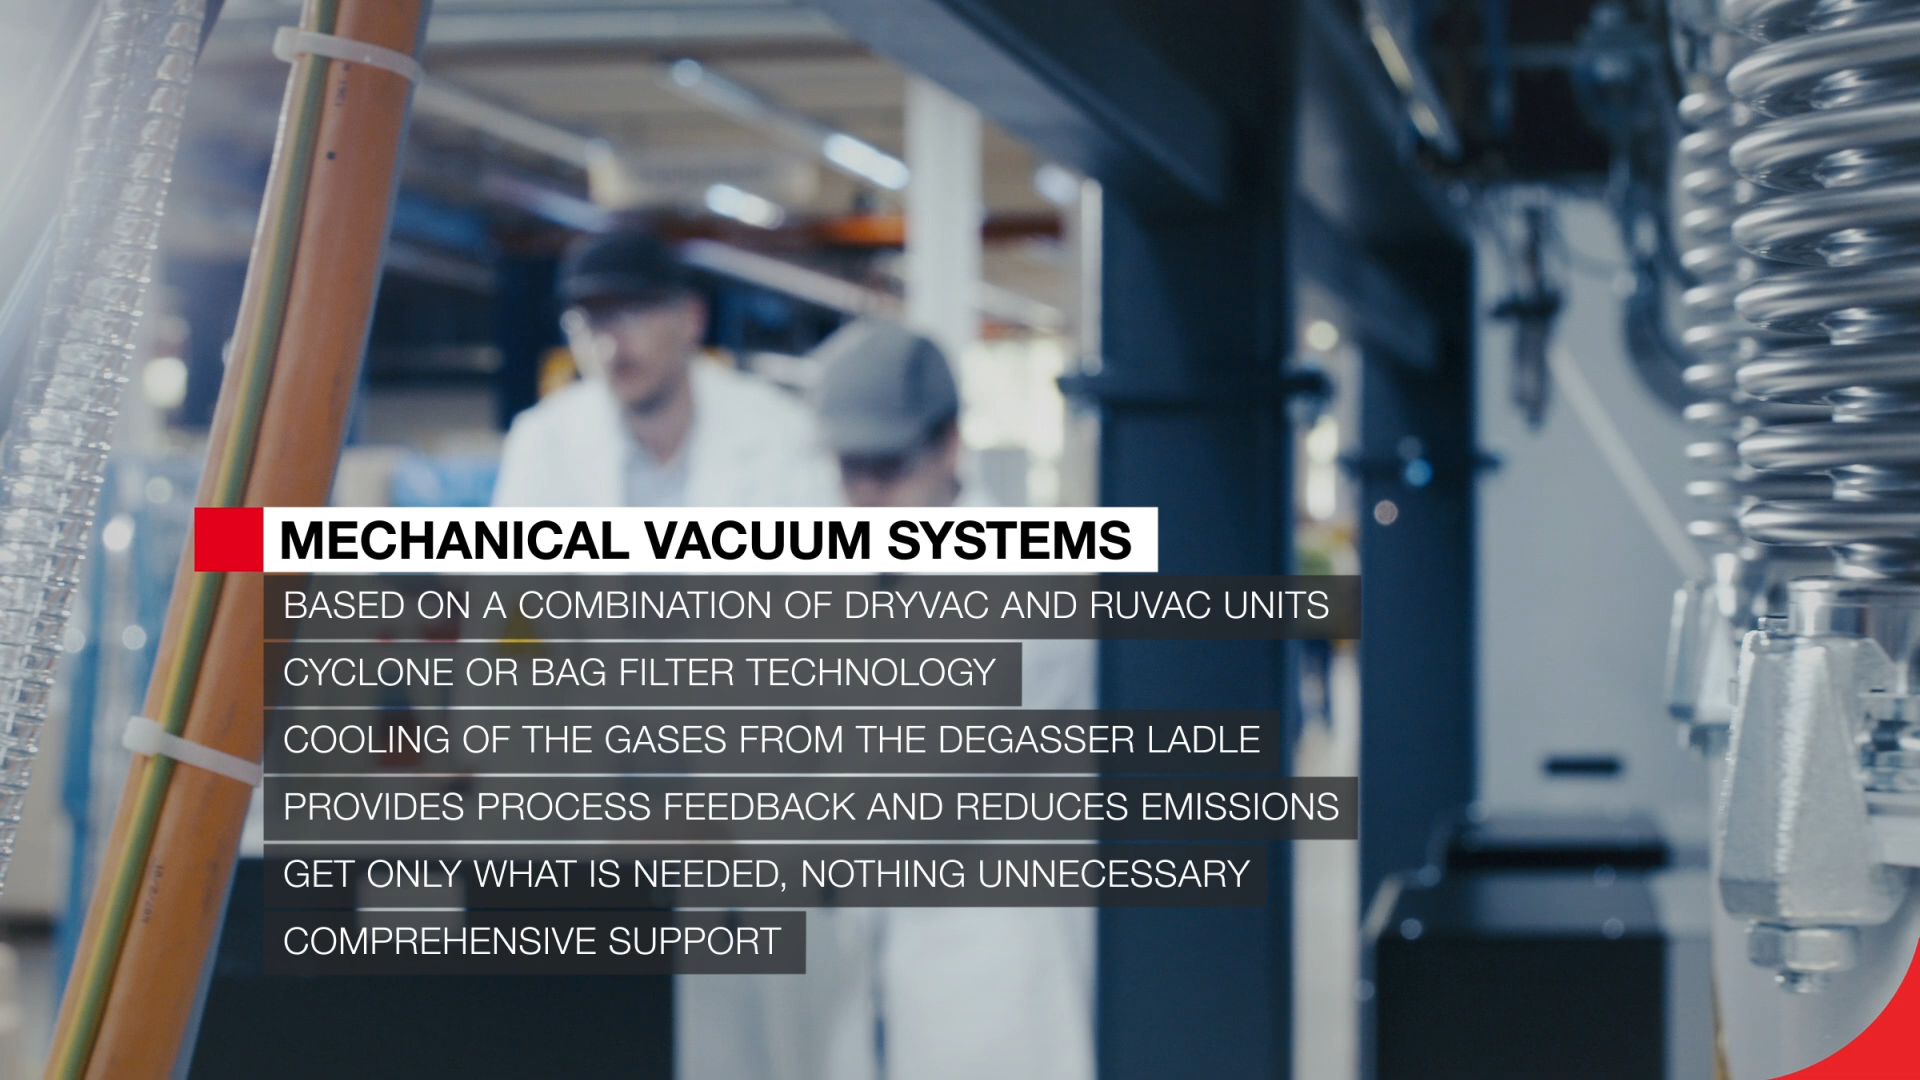 MECHANICAL VACUUM SYSTEMS
BASED ON A COMBINATION OF DRYVAC AND RUVAC UNITS
CYCLONE OR BAG FILTER TECHNOLOGY
COOLING OF THE GASES FROM THE DEGASSER LADLE
PROVIDES PROCESS FEEDBACK AND REDUCES EMISSIONS
GET ONLY WHAT IS NEEDED, NOTHING UNNECESSARY
COMPREHENSIVE SUPPORT